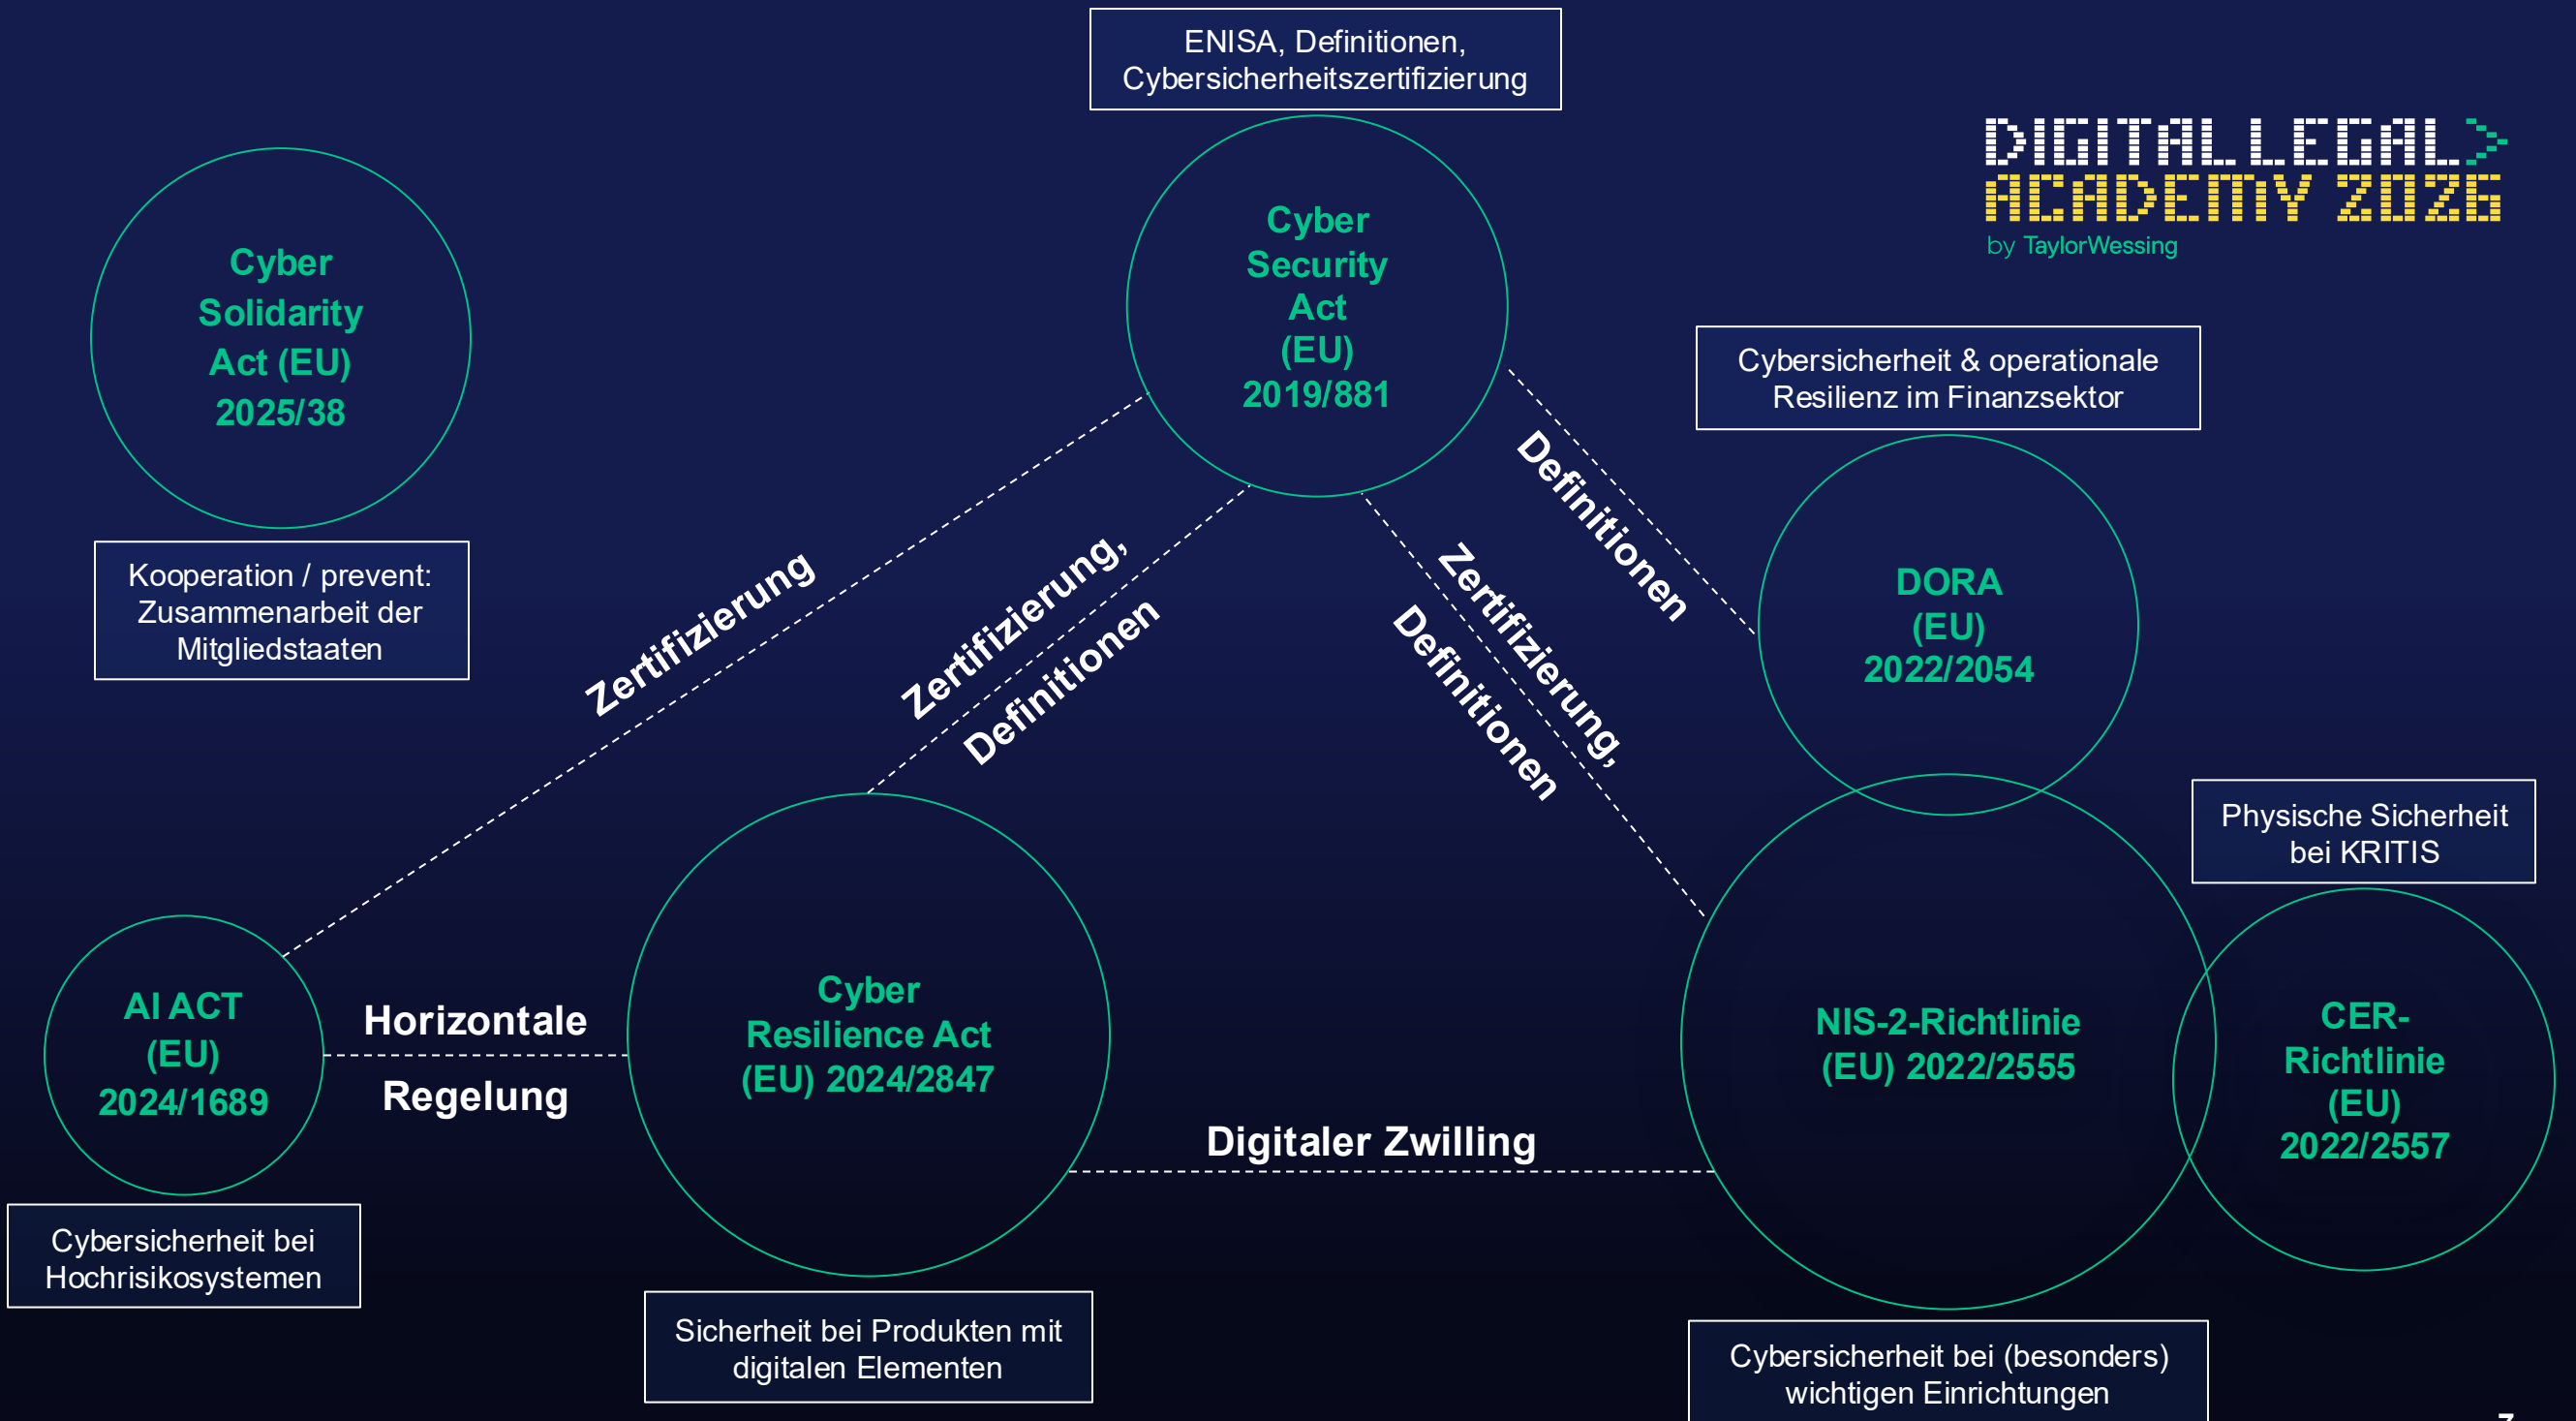 ENISA, Definitionen,
Cybersicherheitszertifizierung
DIGITAL LEGAL>
ACADEMY 2026
by TaylorWessing
Cyber
Solidarity
Act (EU)
2025/38
Kooperation / prevent:
Zusammenarbeit der
Mitgliedstaaten
Cyber
Security
Act
(EU)
2019/881
Cybersicherheit & operationale
Resilienz im Finanzsektor
DORA
(EU)
2022/2054
Zertifizierung
Zertifizierung,
Definitionen
Zertifizierung,
Definitionen
Definitionen
Physische Sicherheit
bei KRITIS
AI ACT
(EU)
2024/1689
Horizontale
Regelung
Cyber
Resilience Act
(EU) 2024/2847
Digitaler Zwilling
NIS-2-Richtlinie
(EU) 2022/2555
CER-
Richtlinie
(EU)
2022/2557
Cybersicherheit bei
Hochrisikosystemen
Sicherheit bei Produkten mit
digitalen Elementen
Cybersicherheit bei (besonders)
wichtigen Einrichtungen